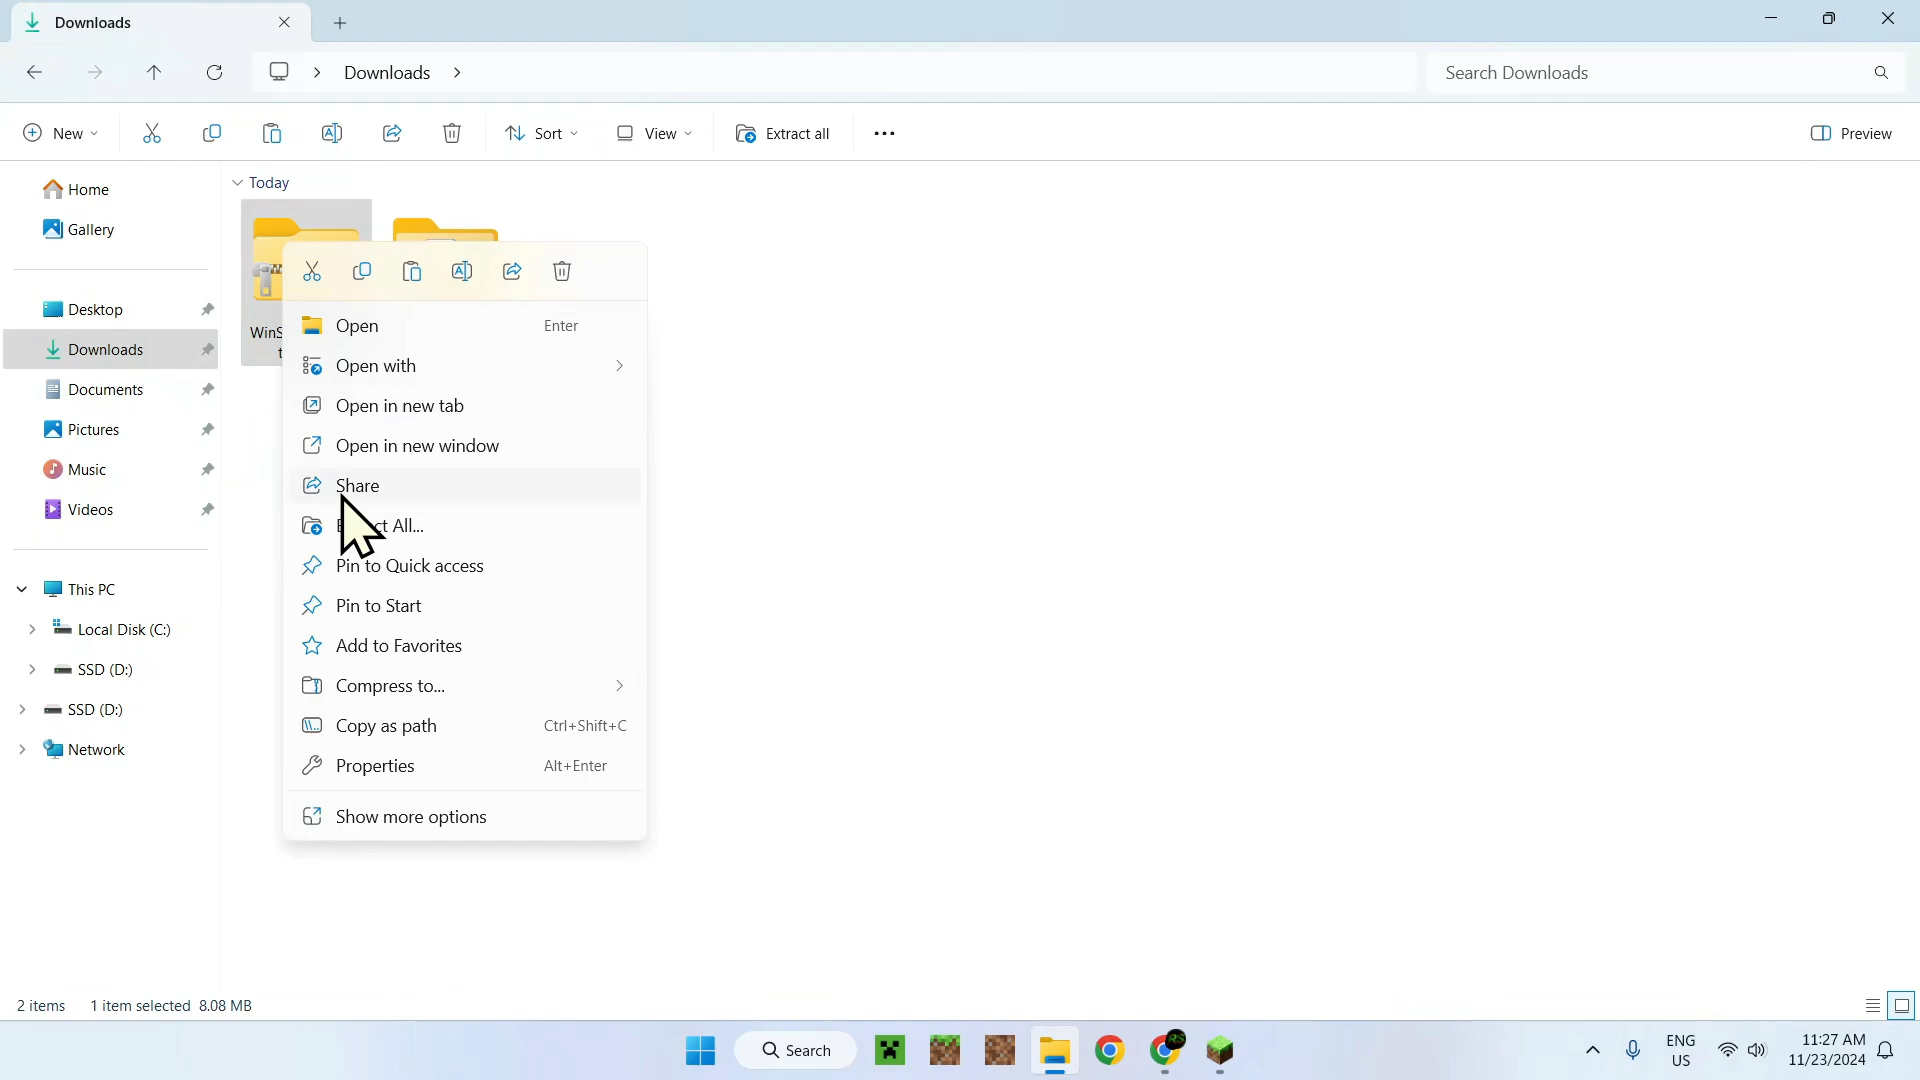 Downloads
Downloads
Search Downloads
New
Sort
View
Extract all
Preview
Home
Gallery
Desktop
Downloads
Documents
Pictures
Music
Videos
This PC
Local Disk (C:)
SSD (D:)
SSD (D:)
Network
Today
Open Enter
Open with
Open in new tab
Open in new window
Share
All...
Pin to Quick access
Pin to Start
Add to Favorites
Compress to...
Copy as path Ctrl+Shift+C
Properties Alt+Enter
Show more options
2 items 1 item selected 8.08 MB
Search
RS
ENG
US
11:27 AM
11/23/2024